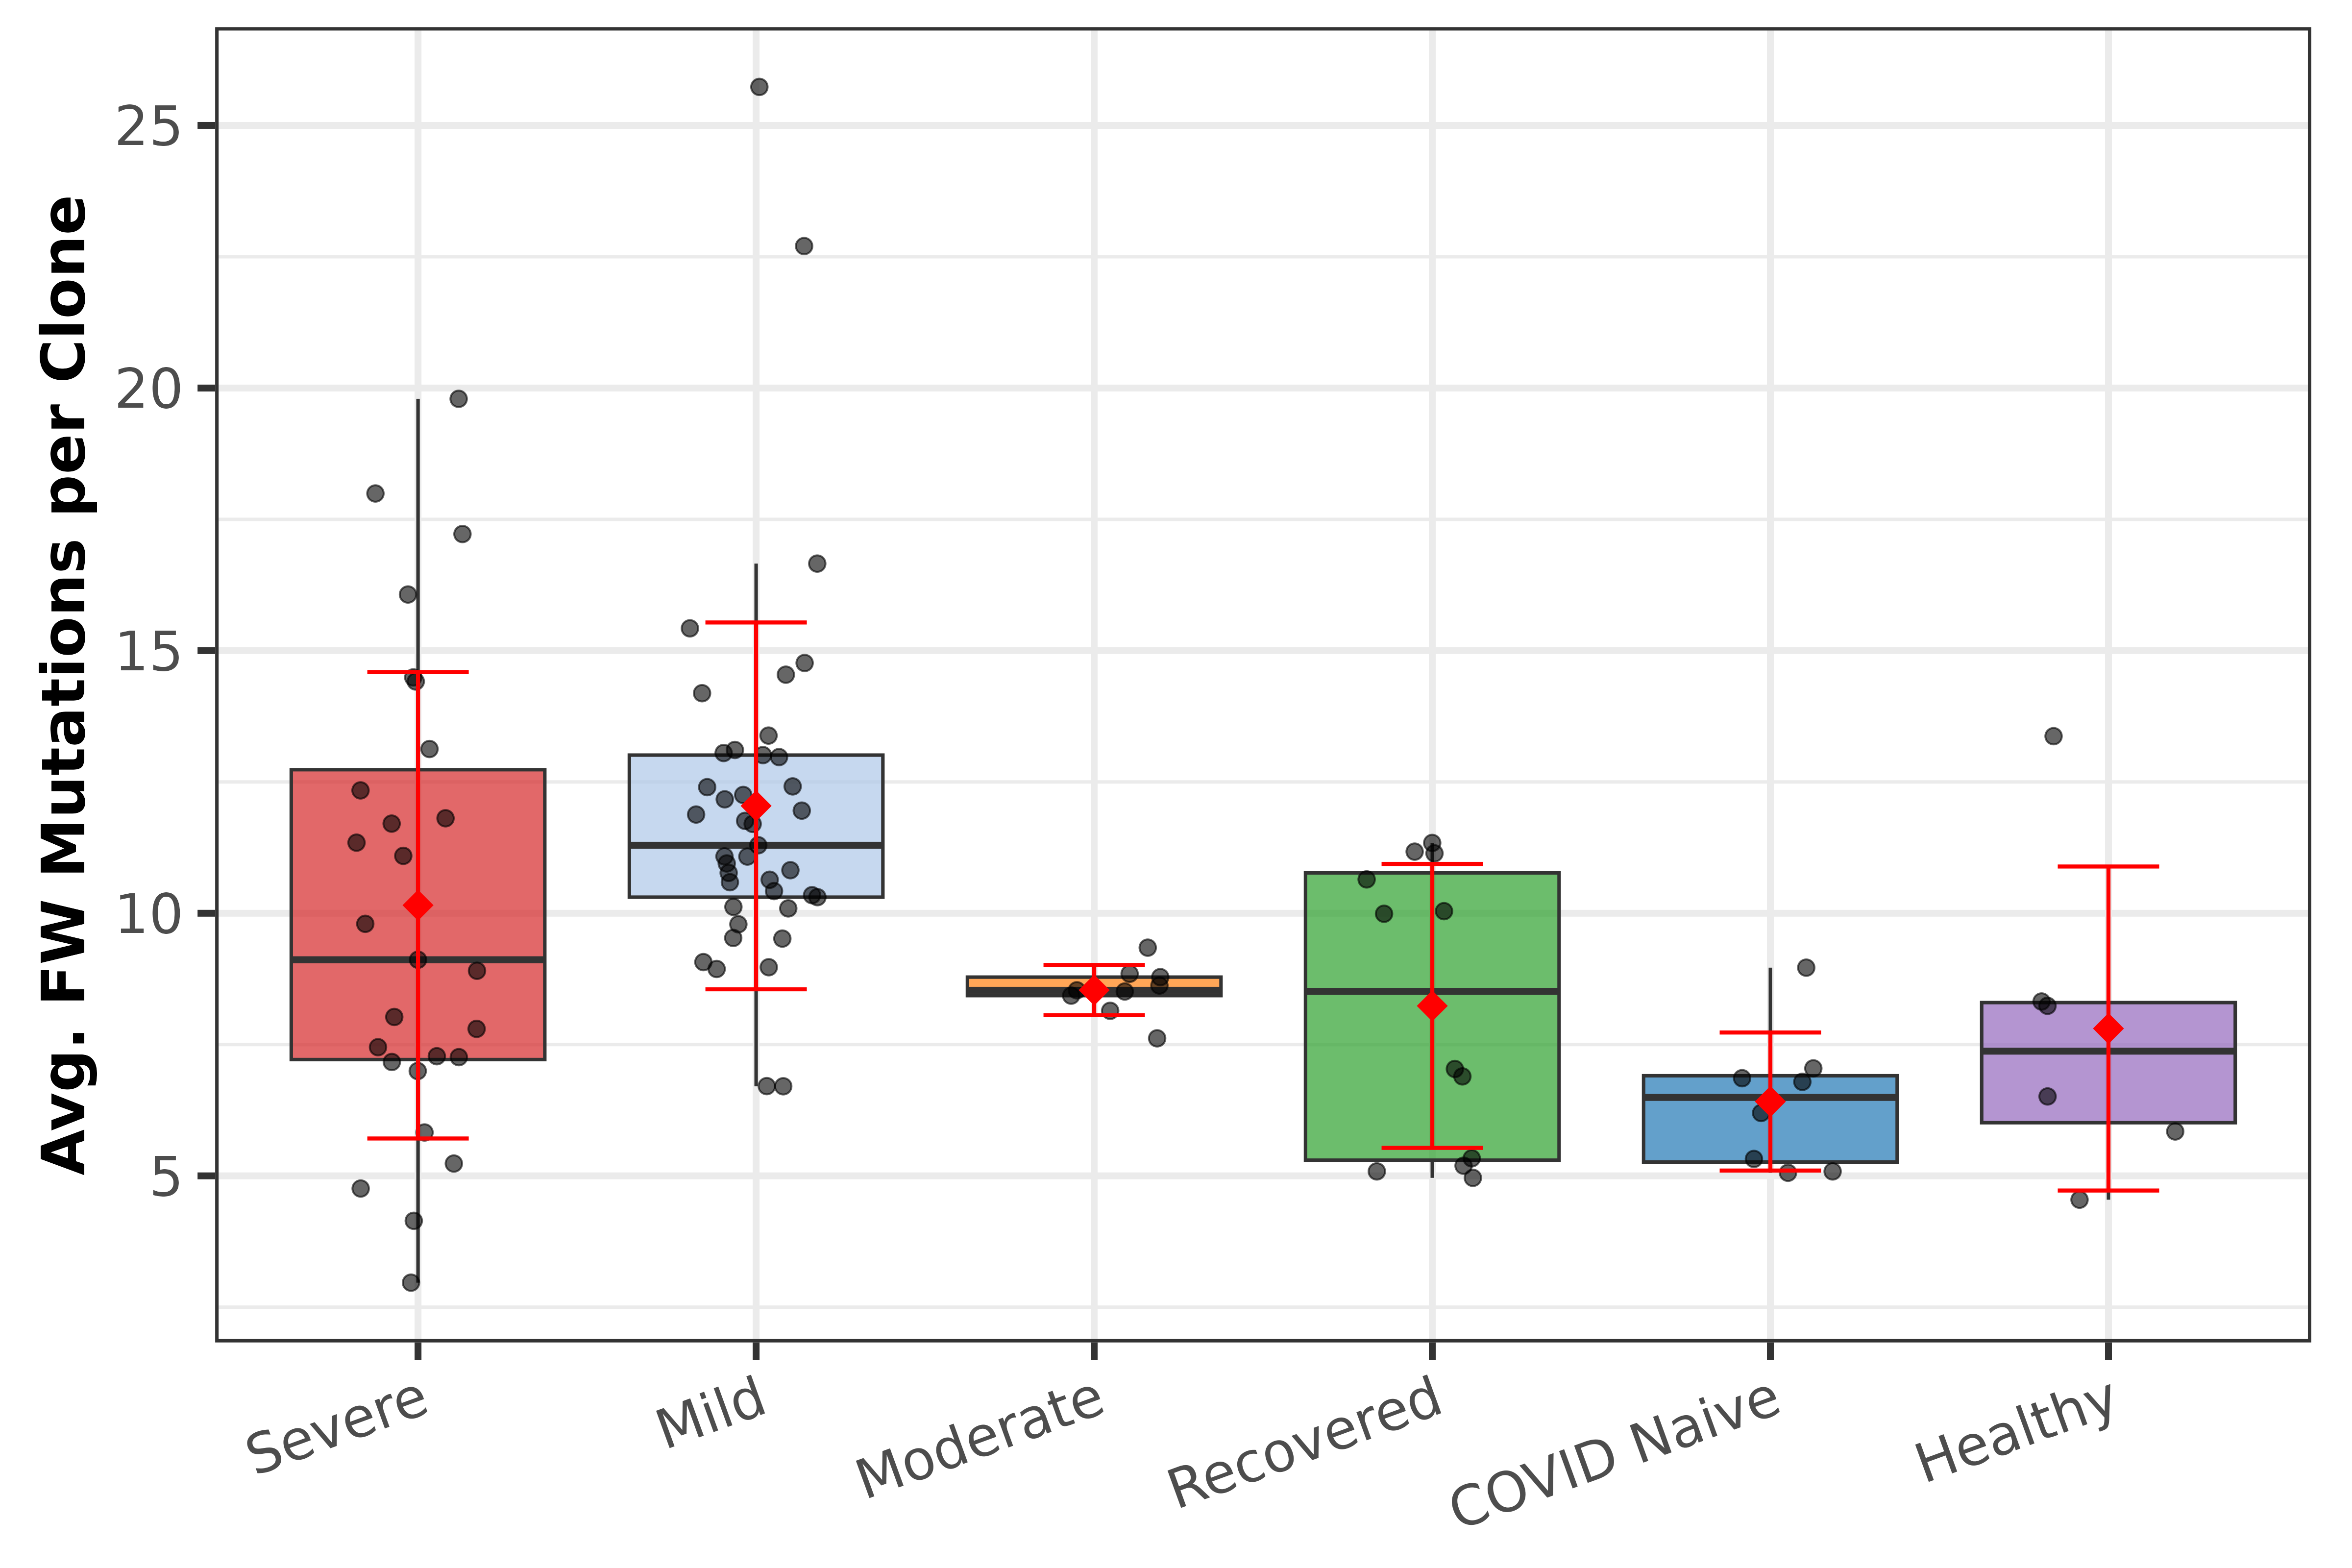 Avg. FW Mutations per Clone
25
20
15
10
5
Severe
Mild
Moderate
Recovered
COVID Naive
Healthy